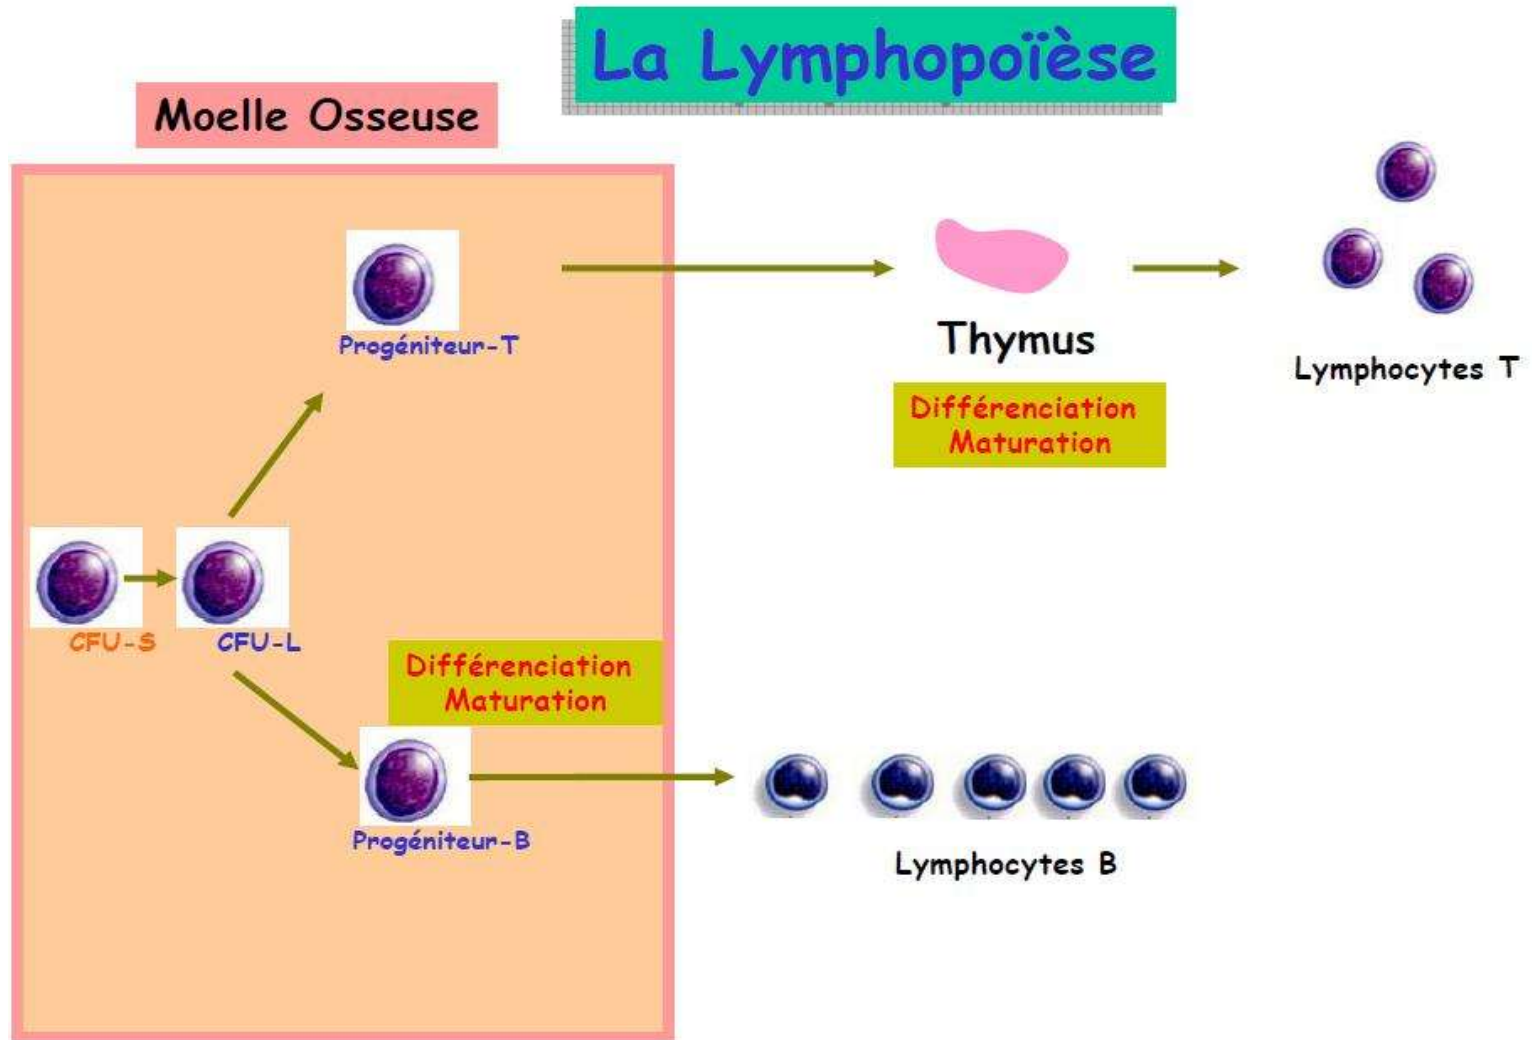 La Lymphopoïèse
Moelle Osseuse
Progéniteur-T
Thymus
Lymphocytes T
Différenciation
Maturation
CFU-S
CFU-L
Différenciation
Maturation
Progéniteur-B
Lymphocytes B